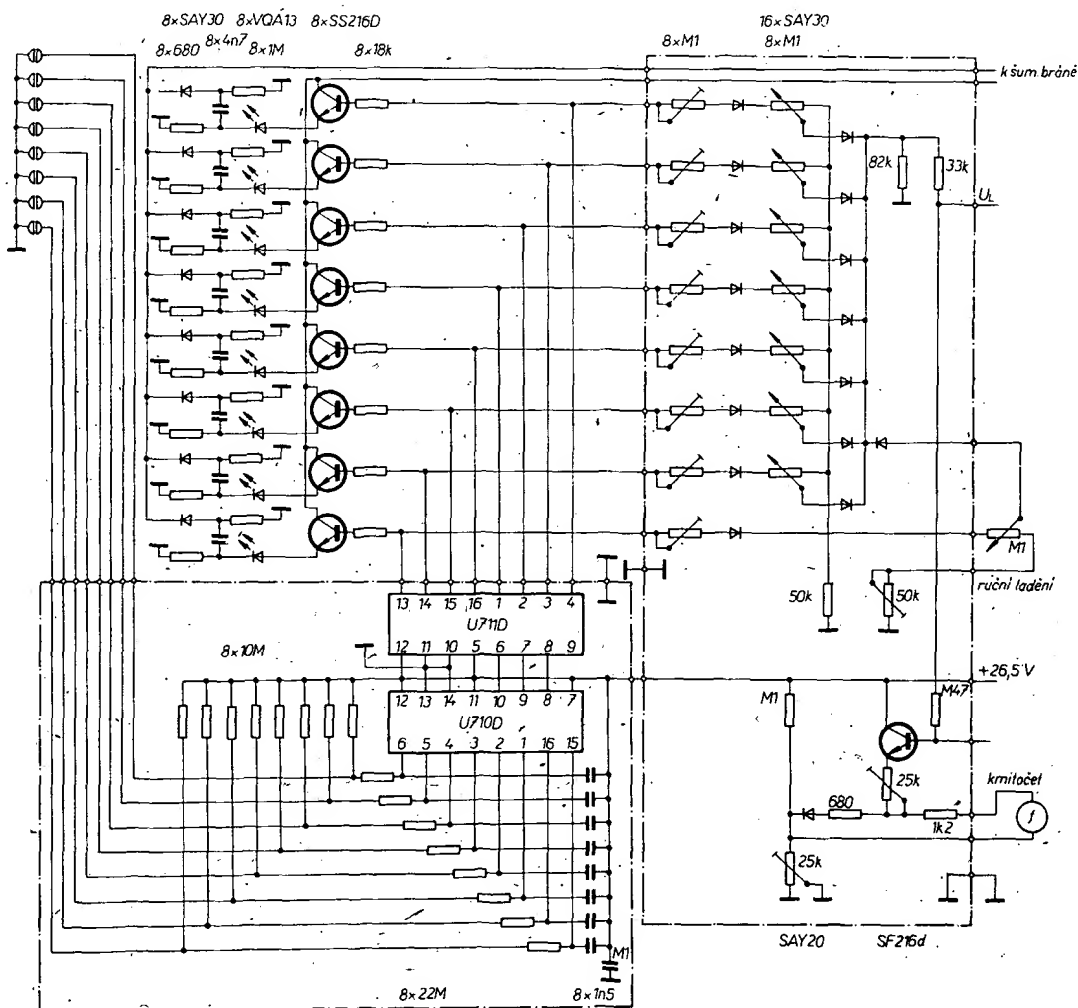 8×SAY30 8×VQA13 8×SS216D
8×4n7
8×680 8×1M 8×18k
16×SAY30
8×M1 8×M1
k šum. bráně
82k
33k
UL
M1
ruční ladění
50k
50k
13 14 15 16 1 2 3 4
U711D
12 11 10 5 6 7 8 9
8×10M
+26,5 V
12 13 14 11 10 9 8 7
U710D
6 5 4 3 2 1 16 15
M1
M47
25k
kmitočet
680
1k2
f
25k
M1
SAY20 SF216d
8×22M 8×1n5